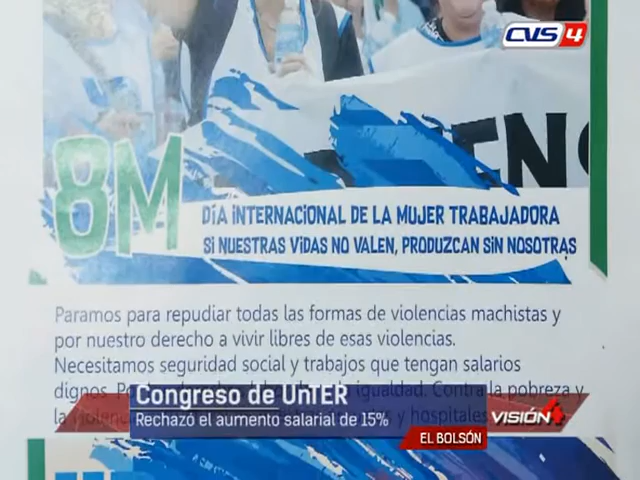 CVS 4
ENC
8M
DÍA INTERNACIONAL DE LA MUJER TRABAJADORA
SI NUESTRAS VIDAS NO VALEN, PRODUZCAN SIN NOSOTRAS
Paramos para repudiar todas las formas de violencias machistas y
por nuestro derecho a vivir libres de esas violencias.
Necesitamos seguridad social y trabajos que tengan salarios
dignos. igualdad. Contra la pobreza y
la violencia y hospitales
Congreso de UnTER
Rechazó el aumento salarial de 15%
VISIÓN 4
EL BOLSÓN